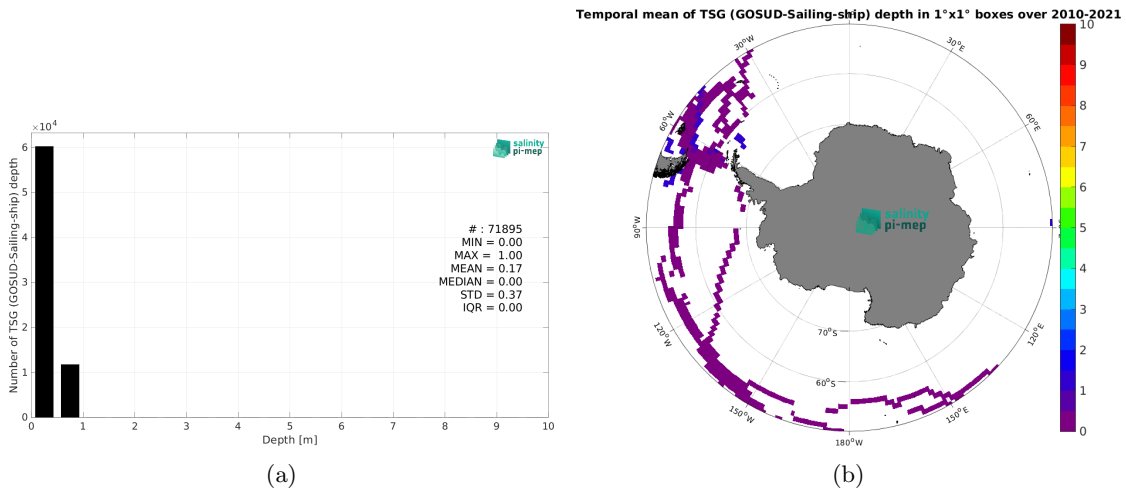 Temporal mean of TSG (GOSUD-Sailing-ship) depth in 1°x1° boxes over 2010-2021
×10⁴
6
5
4
3
2
1
0
Number of TSG (GOSUD-Sailing-ship) depth
salinity
pi-mep
# : 71895
MIN = 0.00
MAX = 1.00
MEAN = 0.17
MEDIAN = 0.00
STD = 0.37
IQR = 0.00
0 1 2 3 4 5 6 7 8 9 10
Depth [m]
30°W
30°E
60°W
60°E
90°W
salinity
pi-mep
120°W
120°E
70°S
60°S
150°W
150°E
180°W
10
9
8
7
6
5
4
3
2
1
0
(a)
(b)